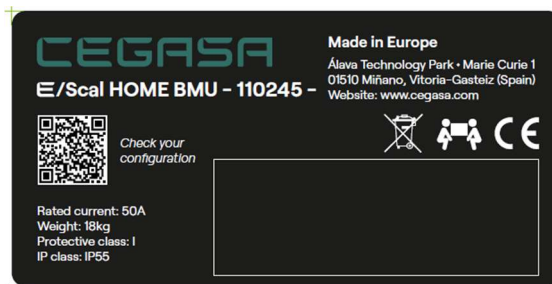 CEGASA
E/Scal HOME BMU - 110245 -
Made in Europe
Álava Technology Park • Marie Curie 1
01510 Miñano, Vitoria-Gasteiz (Spain)
Website: www.cegasa.com
CE
Check your
configuration
Rated current: 50A
Weight: 18kg
Protective class: I
IP class: IP55